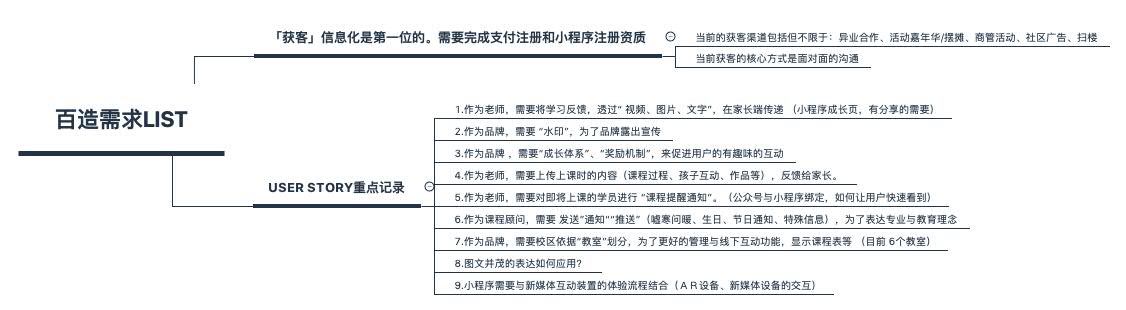 「获客」信息化是第一位的。需要完成支付注册和小程序注册资质
当前的获客渠道包括但不限于：异业合作、活动嘉年华/摆摊、商管活动、社区广告、扫楼
当前获客的核心方式是面对面的沟通
百造需求LIST
USER STORY重点记录
1.作为老师，需要将学习反馈，透过“ 视频、图片、文字”，在家长端传递 （小程序成长页，有分享的需要）
2.作为品牌，需要 “水印”，为了品牌露出宣传
3.作为品牌 ，需要“成长体系”、“奖励机制”，来促进用户的有趣味的互动
4.作为老师，需要上传上课时的内容（课程过程、孩子互动、作品等），反馈给家长。
5.作为老师，需要对即将上课的学员进行 “课程提醒通知”。（公众号与小程序绑定，如何让用户快速看到）
6.作为课程顾问，需要 发送“通知”“推送”（嘘寒问暖、生日、节日通知、特殊信息），为了表达专业与教育理念
7.作为品牌，需要校区依据“教室”划分，为了更好的管理与线下互动功能，显示课程表等 （目前 6个教室）
8.图文并茂的表达如何应用?
9.小程序需要与新媒体互动装置的体验流程结合（ＡＲ设备、新媒体设备的交互）